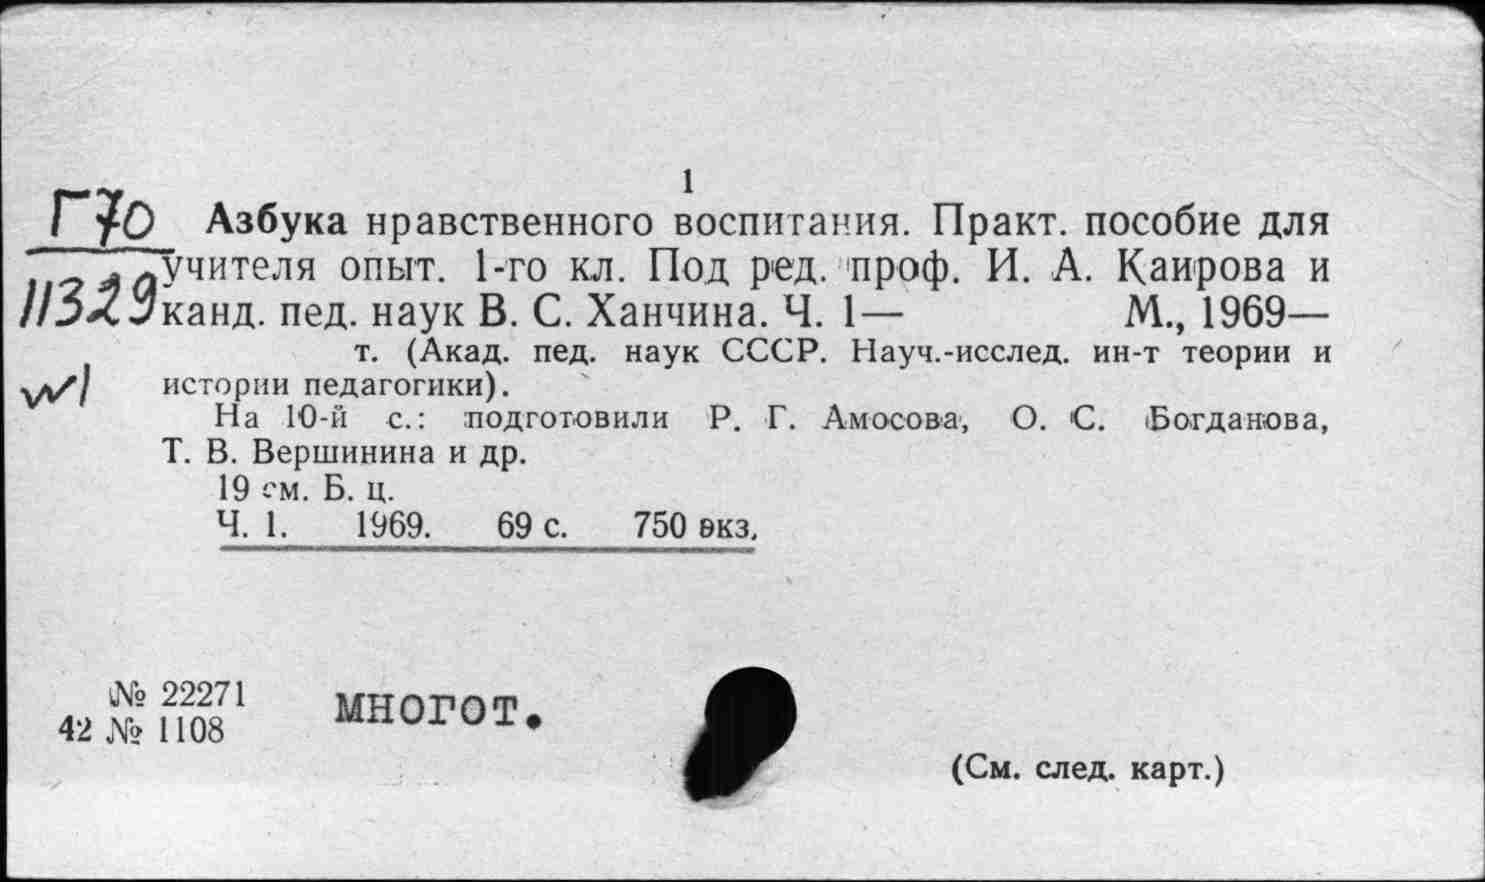 1
Г70 Азбука нравственного воспитания. Практ. пособие для
11329 учителя опыт. 1-го кл. Под ред. проф. И. А. Каирова и
канд. пед. наук В. С. Ханчина. Ч. 1— М., 1969—
т. (Акад. пед. наук СССР. Науч.-исслед. ин-т теории и
истории педагогики).
На 10-й с.: подготовили Р. Г. Амосова, О. С. Богданова,
Т. В. Вершинина и др.
19 см. Б. ц.
Ч. 1. 1969. 69 с. 750 экз.
№ 22271
42 № 1108
многот.
(См. след. карт.)